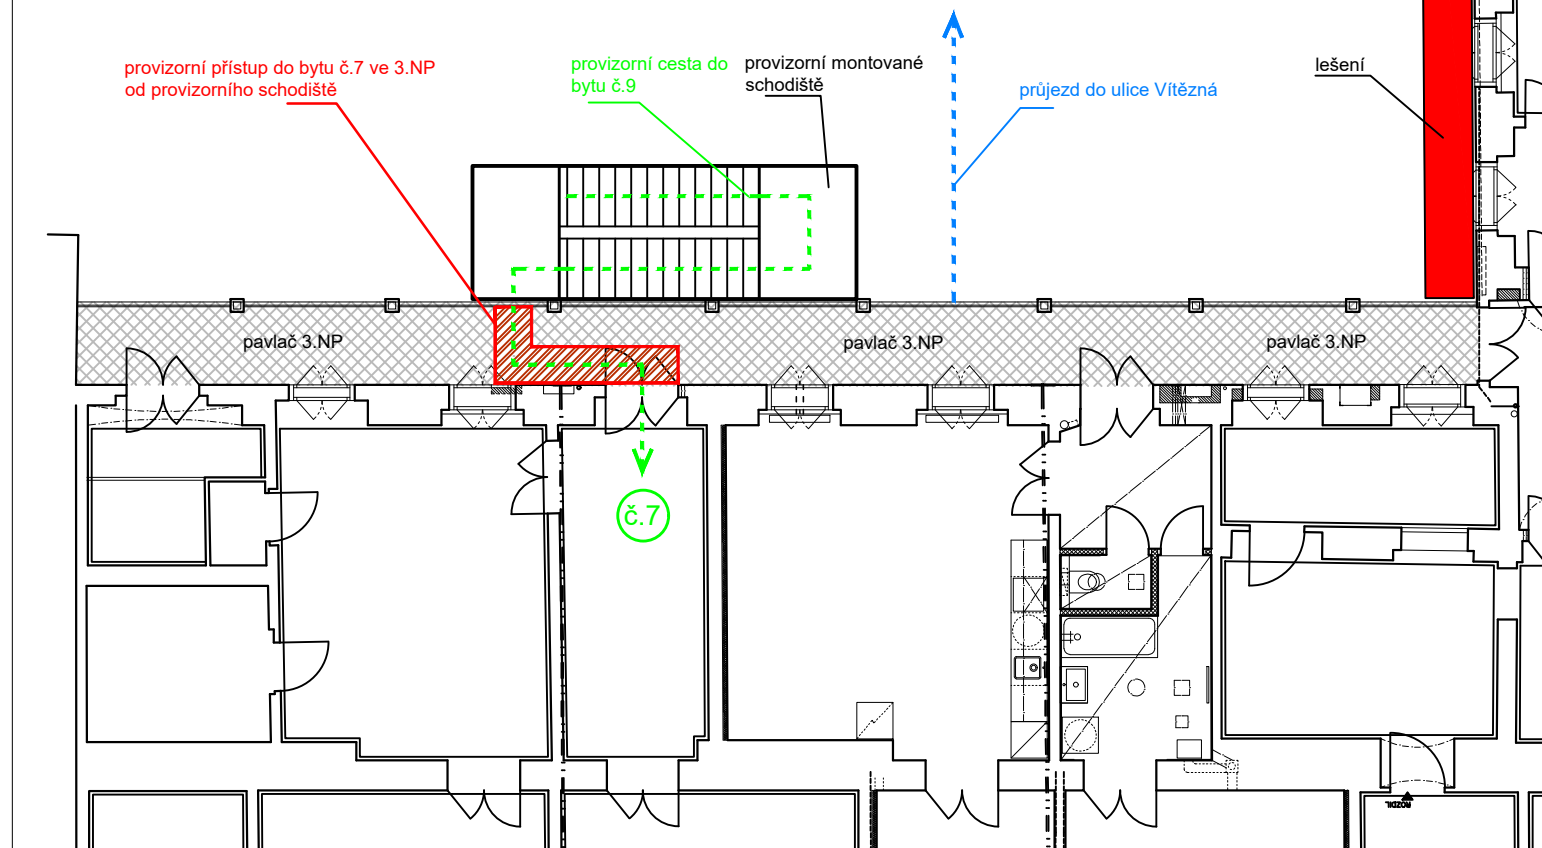 provizorní přístup do bytu č.7 ve 3.NP
od provizorního schodiště
provizorní cesta do
bytu č.9
provizorní montované
schodiště
průjezd do ulice Vítězná
lešení
pavlač 3.NP
pavlač 3.NP
pavlač 3.NP
č.7
ROZDIL